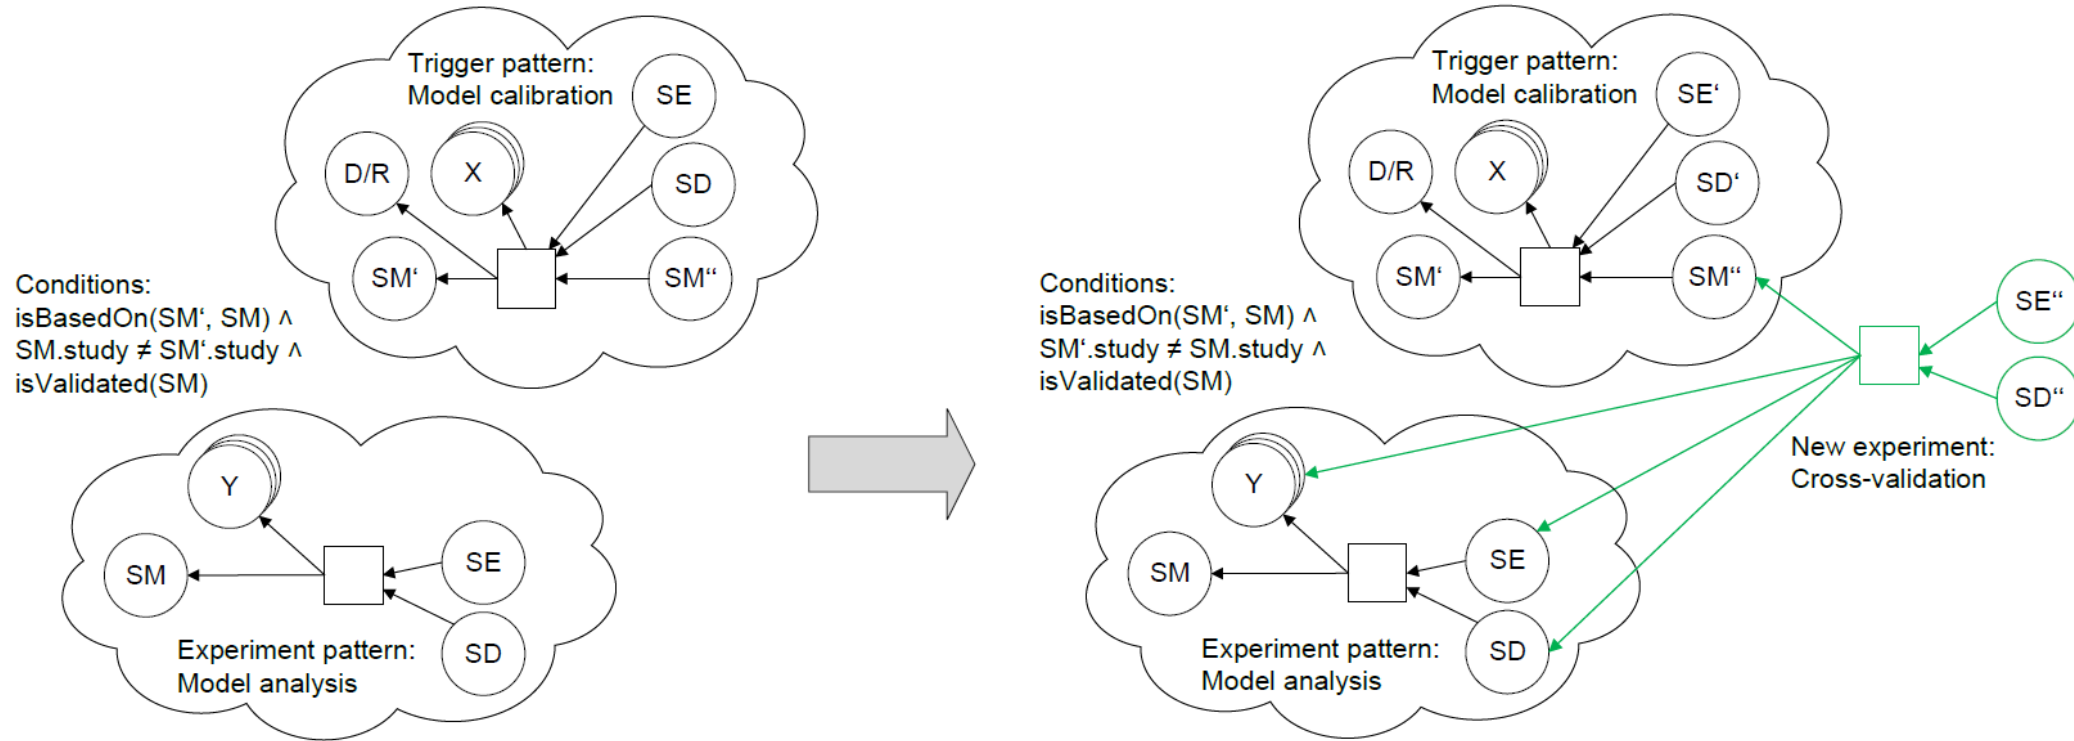 Trigger pattern:
Model calibration
SE
D/R
X
SD
SM‘
SM“
Conditions:
isBasedOn(SM‘, SM) ∧
SM.study ≠ SM‘.study ∧
isValidated(SM)
Y
SM
SE
SD
Experiment pattern:
Model analysis
Trigger pattern:
Model calibration
SE‘
D/R
X
SD‘
SM‘
SM“
Conditions:
isBasedOn(SM‘, SM) ∧
SM‘.study ≠ SM.study ∧
isValidated(SM)
SE“
SD“
New experiment:
Cross-validation
Y
SM
SE
SD
Experiment pattern:
Model analysis